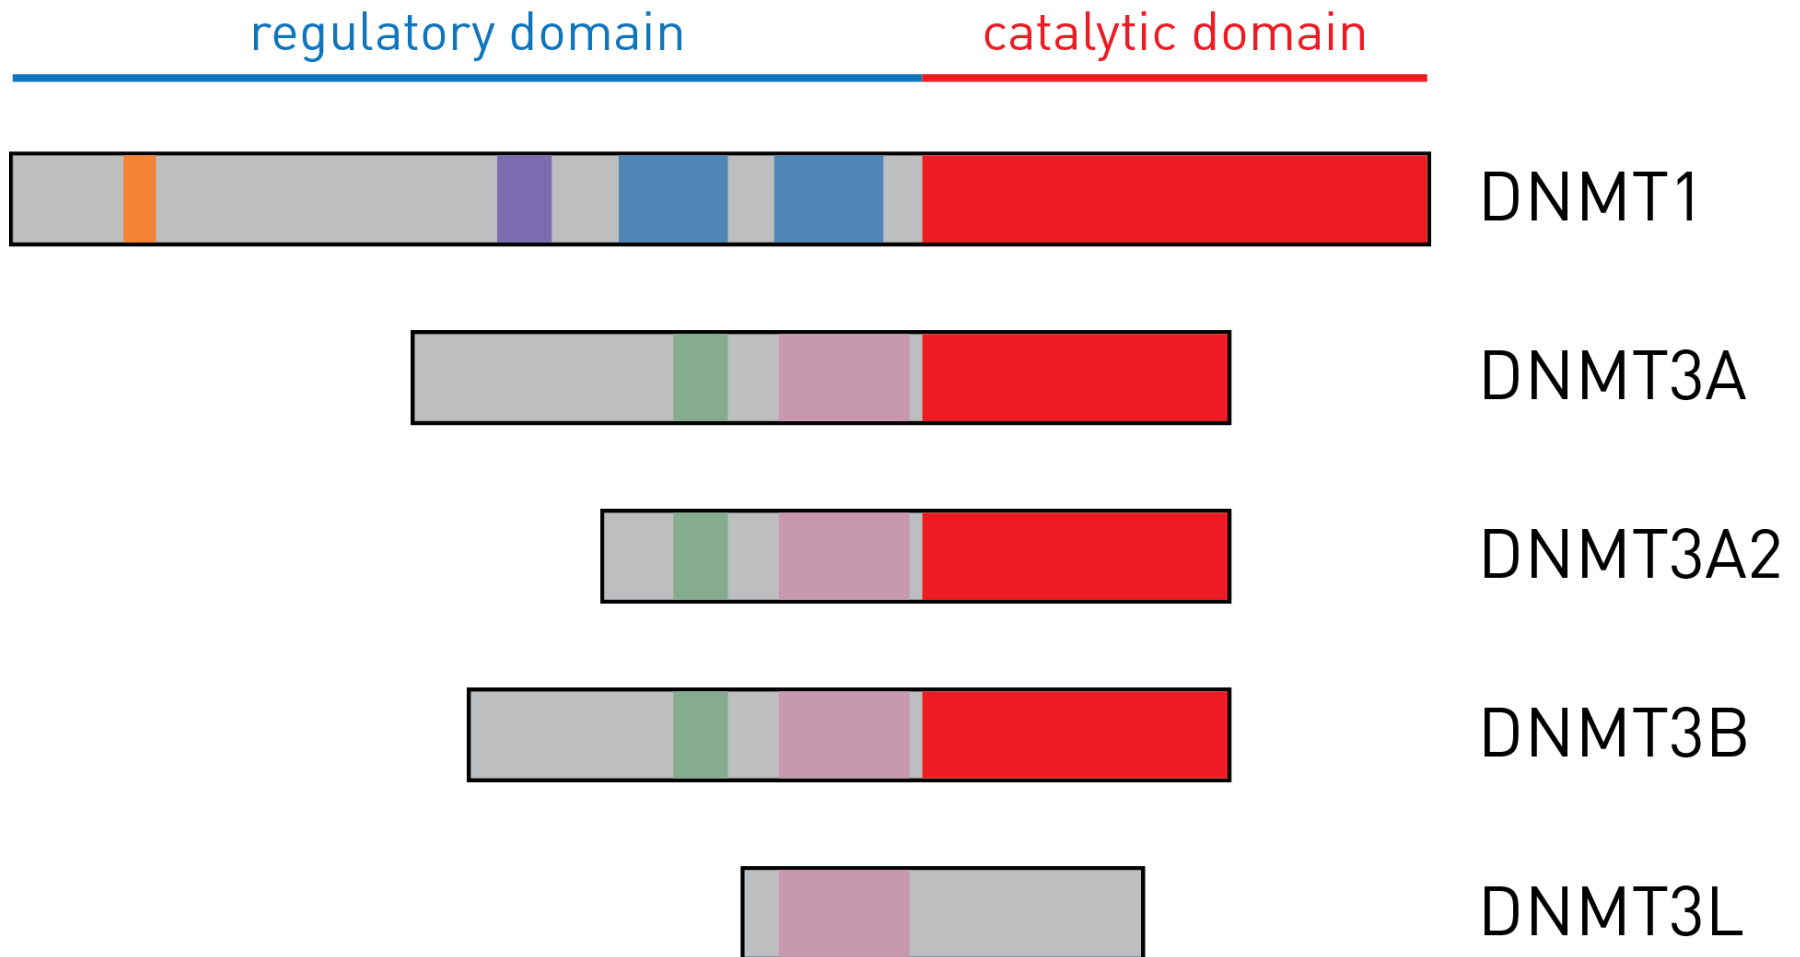 regulatory domain
catalytic domain
DNMT1
DNMT3A
DNMT3A2
DNMT3B
DNMT3L